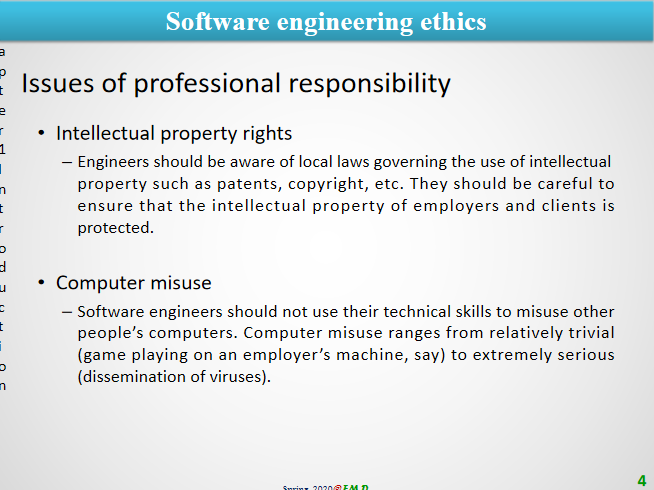 Software engineering ethics
Issues of professional responsibility
• Intellectual property rights
– Engineers should be aware of local laws governing the use of intellectual
property such as patents, copyright, etc. They should be careful to
ensure that the intellectual property of employers and clients is
protected.
• Computer misuse
– Software engineers should not use their technical skills to misuse other
people’s computers. Computer misuse ranges from relatively trivial
(game playing on an employer’s machine, say) to extremely serious
(dissemination of viruses).
a
p
t
e
r
1
I
n
t
r
o
d
u
c
t
i
o
n
Spring 2020@
4